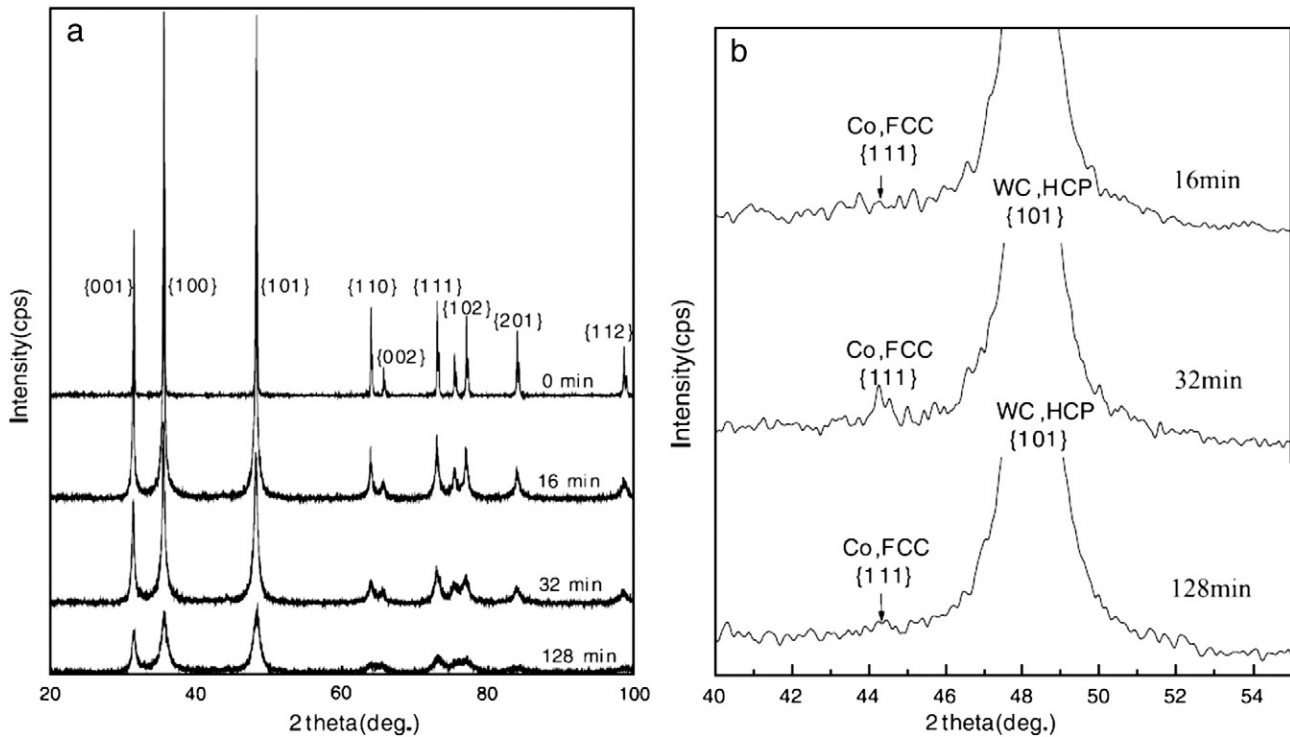 a
{001}
{100}
{101}
{110}
{002}
{111}
{102}
{201}
{112}
0 min
16 min
32 min
128 min
Intensity(cps)
20
40
60
80
100
2 theta(deg.)
b
Co,FCC
{111}
16min
WC,HCP
{101}
Co,FCC
{111}
32min
WC,HCP
{101}
Co,FCC
{111}
128min
Intensity(cps)
40
42
44
46
48
50
52
54
2 theta(deg.)